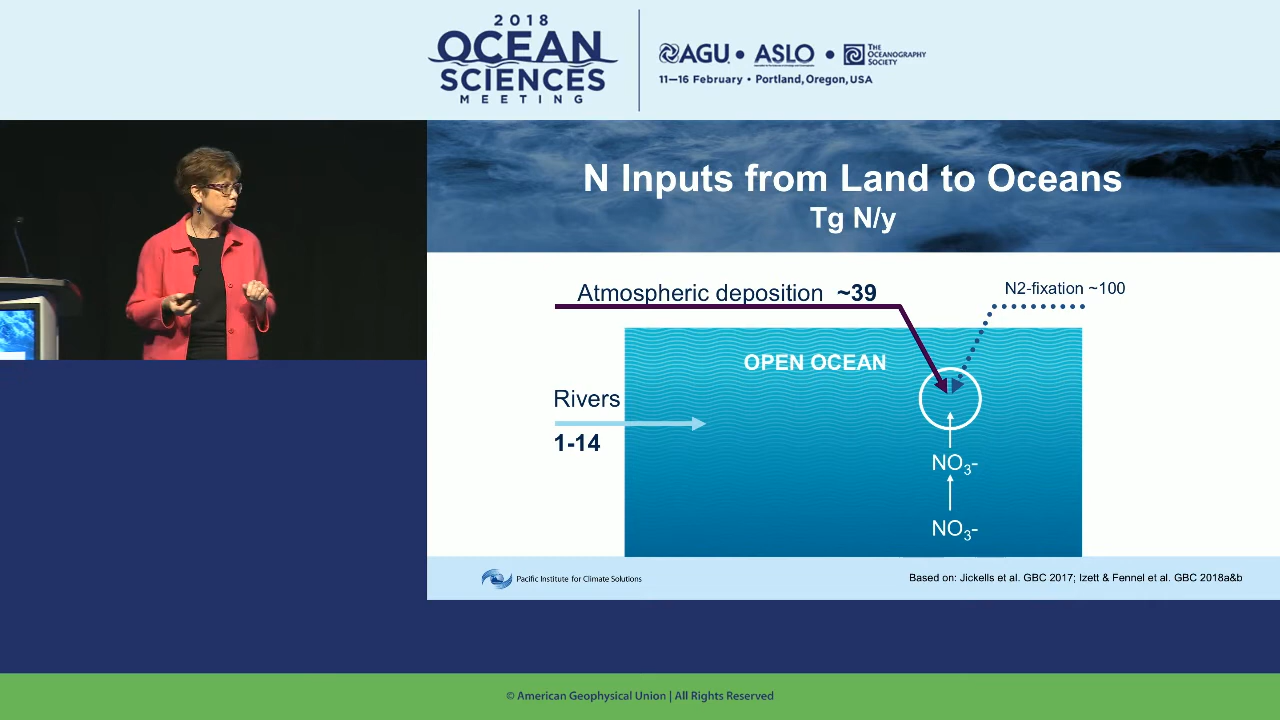 2018
OCEAN
SCIENCES
MEETING
AGU • ASLO • THE OCEANOGRAPHY SOCIETY
11—16 February • Portland, Oregon, USA
N Inputs from Land to Oceans
Tg N/y
Atmospheric deposition ~39
N2-fixation ~100
OPEN OCEAN
Rivers
1-14
NO₃-
NO₃-
Pacific Institute for Climate Solutions
Based on: Jickells et al. GBC 2017; Izett & Fennel et al. GBC 2018a&b
© American Geophysical Union | All Rights Reserved